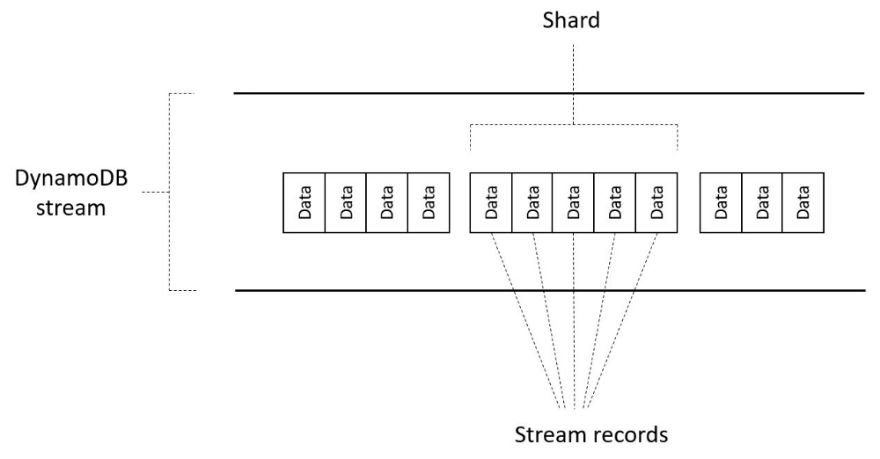 Shard
DynamoDB
stream
Data Data Data Data Data Data Data Data Data Data Data Data
Stream records